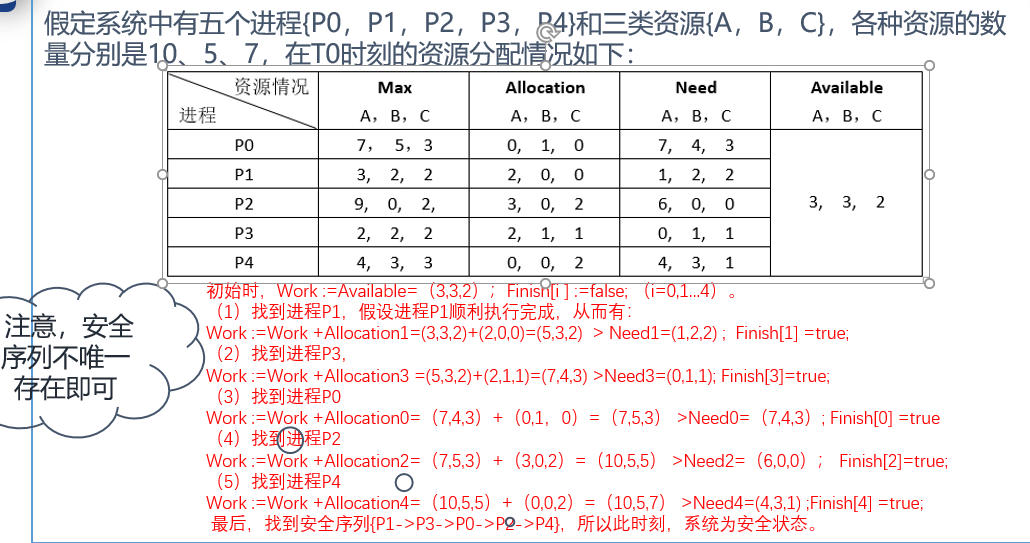 假定系统中有五个进程{P0，P1，P2，P3，P4}和三类资源{A，B，C}，各种资源的数
量分别是10、5、7，在T0时刻的资源分配情况如下：
资源情况 Max Allocation Need Available
进程 A，B，C A，B，C A，B，C A，B，C
P0 7， 5，3 0, 1, 0 7, 4, 3
P1 3, 2, 2 2, 0, 0 1, 2, 2
P2 9, 0, 2, 3, 0, 2 6, 0, 0 3, 3, 2
P3 2, 2, 2 2, 1, 1 0, 1, 1
P4 4, 3, 3 0, 0, 2 4, 3, 1
初始时，Work :=Available=（3,3,2）；Finish[i ] :=false; （i=0,1...4）。
（1）找到进程P1，假设进程P1顺利执行完成，从而有：
Work :=Work +Allocation1=(3,3,2)+(2,0,0)=(5,3,2) > Need1=(1,2,2) ; Finish[1] =true;
（2）找到进程P3，
Work :=Work +Allocation3 =(5,3,2)+(2,1,1)=(7,4,3) >Need3=(0,1,1); Finish[3]=true;
（3）找到进程P0
Work :=Work +Allocation0=（7,4,3）+（0,1，0）=（7,5,3） >Need0=（7,4,3）; Finish[0] =true
（4）找到进程P2
Work :=Work +Allocation2=（7,5,3）+（3,0,2）=（10,5,5） >Need2=（6,0,0）； Finish[2]=true;
（5）找到进程P4
Work :=Work +Allocation4=（10,5,5）+（0,0,2）=（10,5,7） >Need4=(4,3,1) ;Finish[4] =true;
最后，找到安全序列{P1->P3->P0->P2->P4}，所以此时刻，系统为安全状态。
注意，安全
序列不唯一
存在即可